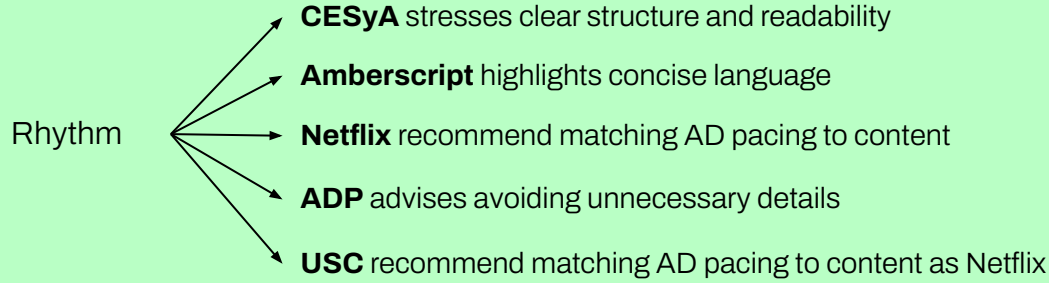 CESyA stresses clear structure and readability
Amberscript highlights concise language
Rhythm
Netflix recommend matching AD pacing to content
ADP advises avoiding unnecessary details
USC recommend matching AD pacing to content as Netflix